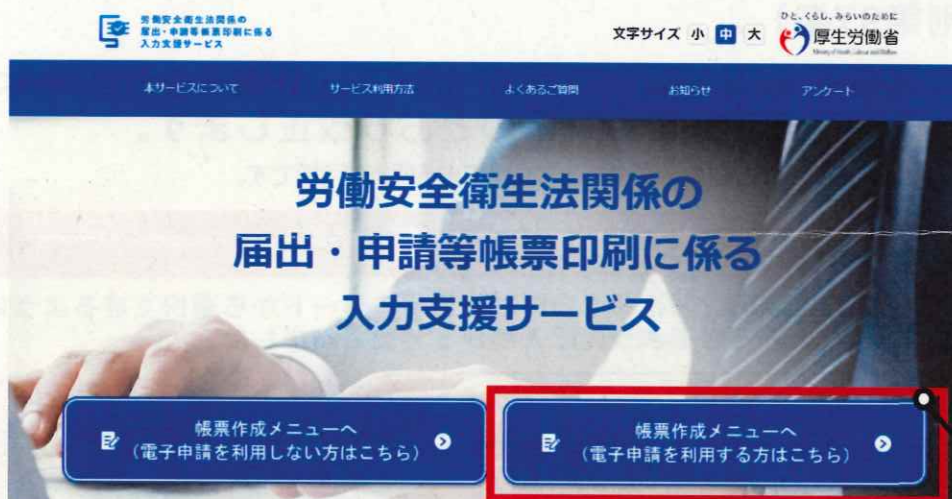 労働安全衛生法関係の
届出・申請等帳票印刷に係る
入力支援サービス
文字サイズ 小 中 大
ひと、くらし、みらいのために
厚生労働省
Ministry of Health, Labour and Welfare
本サービスについて
サービス利用方法
よくあるご質問
お知らせ
アンケート
労働安全衛生法関係の
届出・申請等帳票印刷に係る
入力支援サービス
帳票作成メニューへ
(電子申請を利用しない方はこちら)
帳票作成メニューへ
(電子申請を利用する方はこちら)